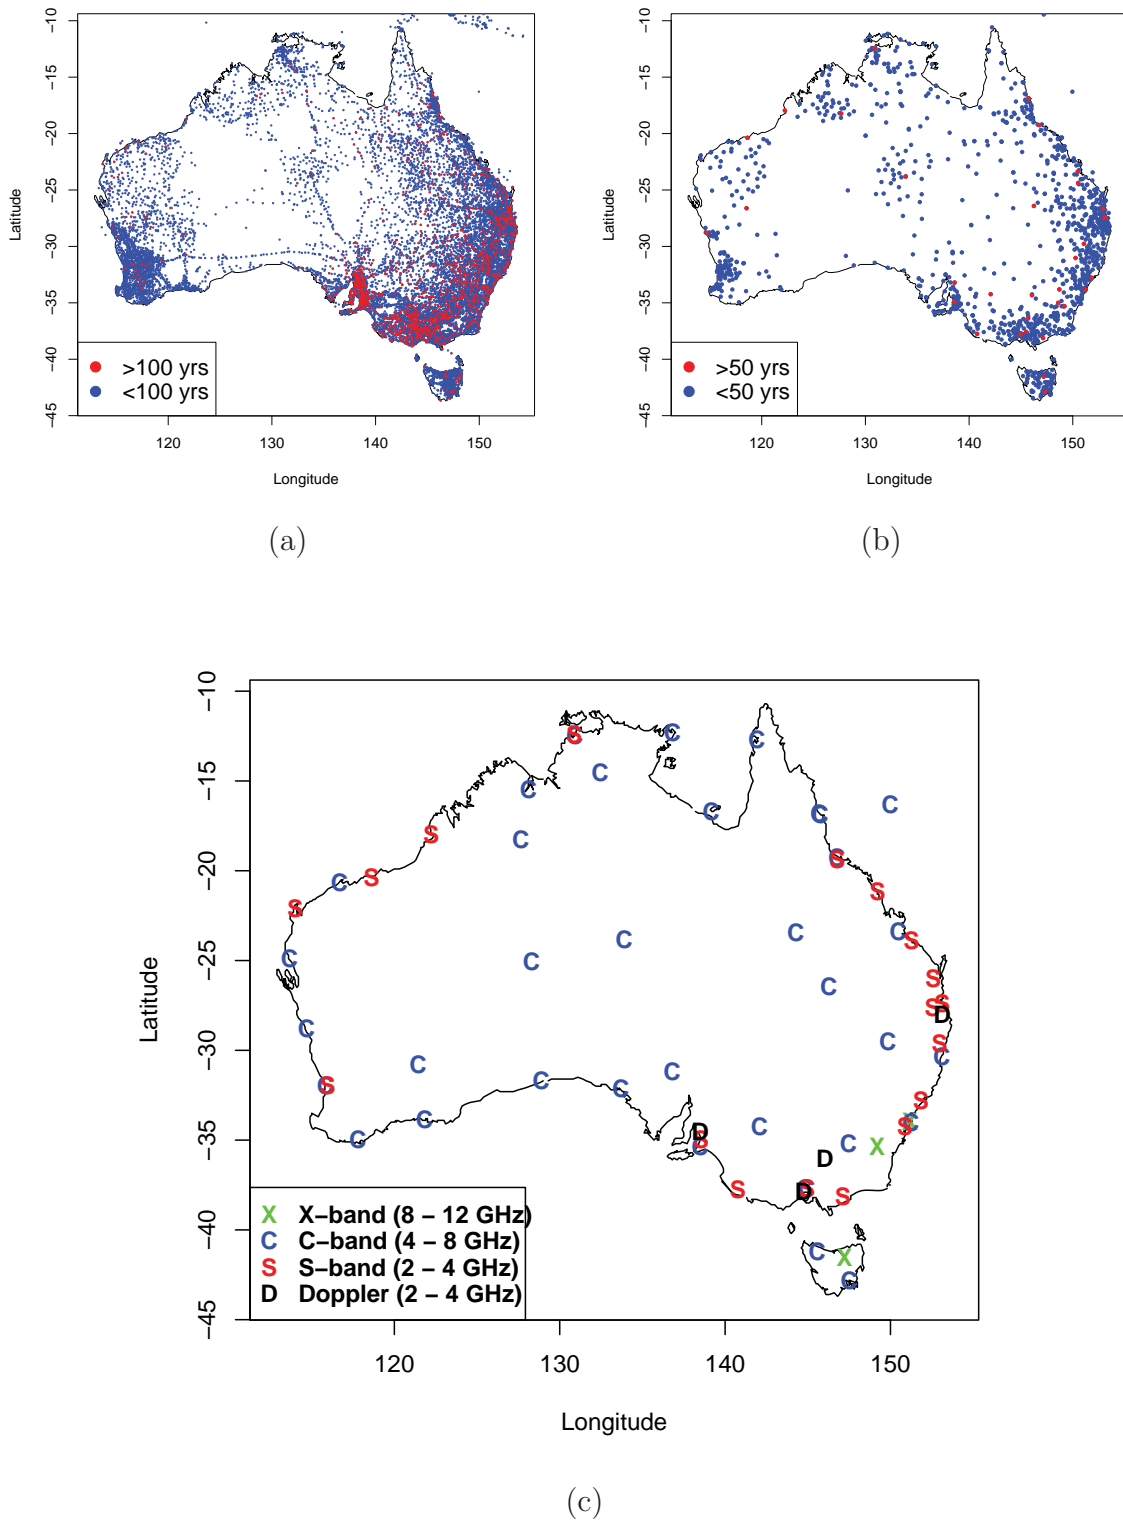 −10
−15
−20
−25
−30
−35
−40
−45
Latitude
>100 yrs
<100 yrs
120
130
140
150
Longitude
(a)
−10
−15
−20
−25
−30
−35
−40
−45
Latitude
>50 yrs
<50 yrs
120
130
140
150
Longitude
(b)
−10
−15
−20
−25
−30
−35
−40
−45
Latitude
S
C
C
C
C
C
C
C
S
C
C
S
C
S
S
C
S
S
C
S
C
C
C
C
C
S
C
S
S
D
C
S
C
C
C
S
C
C
C
C
S
X
C
S
C
C
C
D
S
C
C
X
D
S
S
D
S
C
X
C
X X−band (8 − 12 GHz)
C C−band (4 − 8 GHz)
S S−band (2 − 4 GHz)
D Doppler (2 − 4 GHz)
120
130
140
150
Longitude
(c)